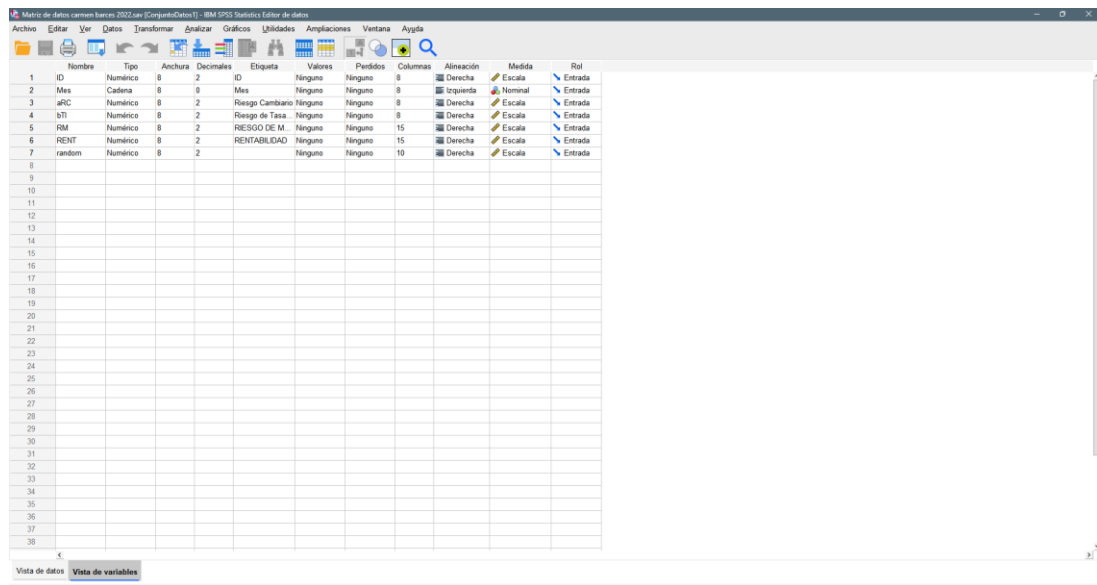 Matriz de datos carmen barces 2022.sav [ConjuntoDatos1] - IBM SPSS Statistics Editor de datos
Archivo Editar Ver Datos Transformar Analizar Gráficos Utilidades Ampliaciones Ventana Ayuda
Nombre Tipo Anchura Decimales Etiqueta Valores Perdidos Columnas Alineación Medida Rol
1 ID Numérico 8 2 ID Ninguno Ninguno 8 Derecha Escala Entrada
2 Mes Cadena 8 0 Mes Ninguno Ninguno 8 Izquierda Nominal Entrada
3 aRC Numérico 8 2 Riesgo Cambiario Ninguno Ninguno 8 Derecha Escala Entrada
4 bTI Numérico 8 2 Riesgo de Tasa... Ninguno Ninguno 8 Derecha Escala Entrada
5 RM Numérico 8 2 RIESGO DE M... Ninguno Ninguno 15 Derecha Escala Entrada
6 RENT Numérico 8 2 RENTABILIDAD Ninguno Ninguno 15 Derecha Escala Entrada
7 random Numérico 8 2 Ninguno Ninguno 10 Derecha Escala Entrada
8
9
10
11
12
13
14
15
16
17
18
19
20
21
22
23
24
25
26
27
28
29
30
31
32
33
34
35
36
37
38
Vista de datos Vista de variables